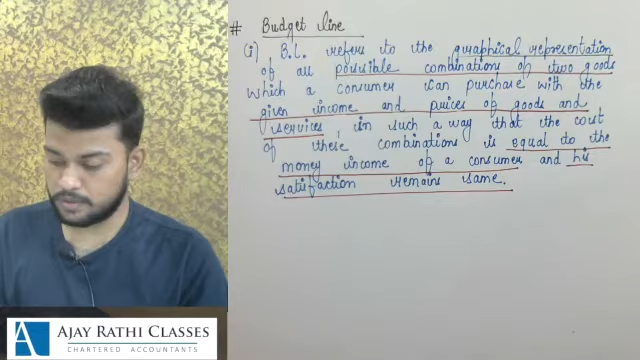 # Budget line
(i) B.L. refers to the graphical representation
of all possible combinations of two goods
which a consumer can purchase with the
given income and prices of goods and
services, in such a way that the cost
of these combinations is equal to the
money income of a consumer and his
satisfaction remains same.
AJAY RATHI CLASSES
CHARTERED ACCOUNTANTS